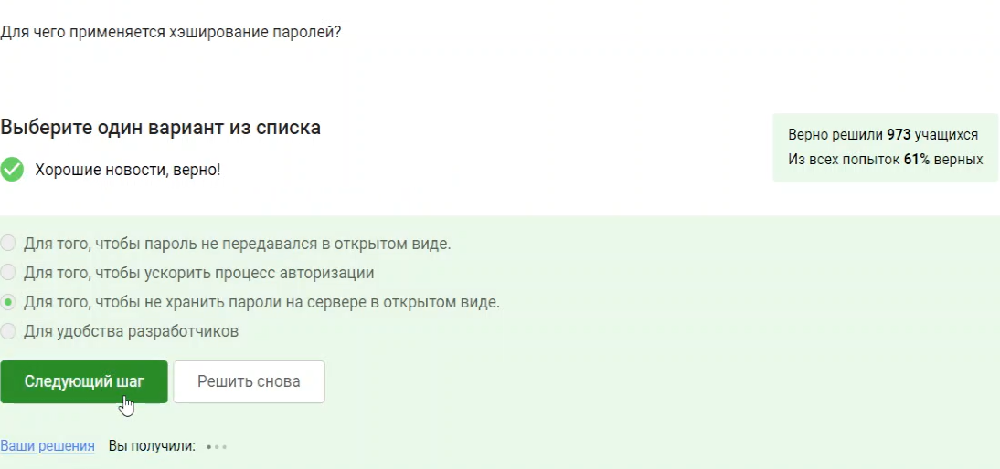 Для чего применяется хэширование паролей?
Выберите один вариант из списка
Верно решили 973 учащихся
Из всех попыток 61% верных
Хорошие новости, верно!
Для того, чтобы пароль не передавался в открытом виде.
Для того, чтобы ускорить процесс авторизации
Для того, чтобы не хранить пароли на сервере в открытом виде.
Для удобства разработчиков
Следующий шаг
Решить снова
Ваши решения Вы получили: